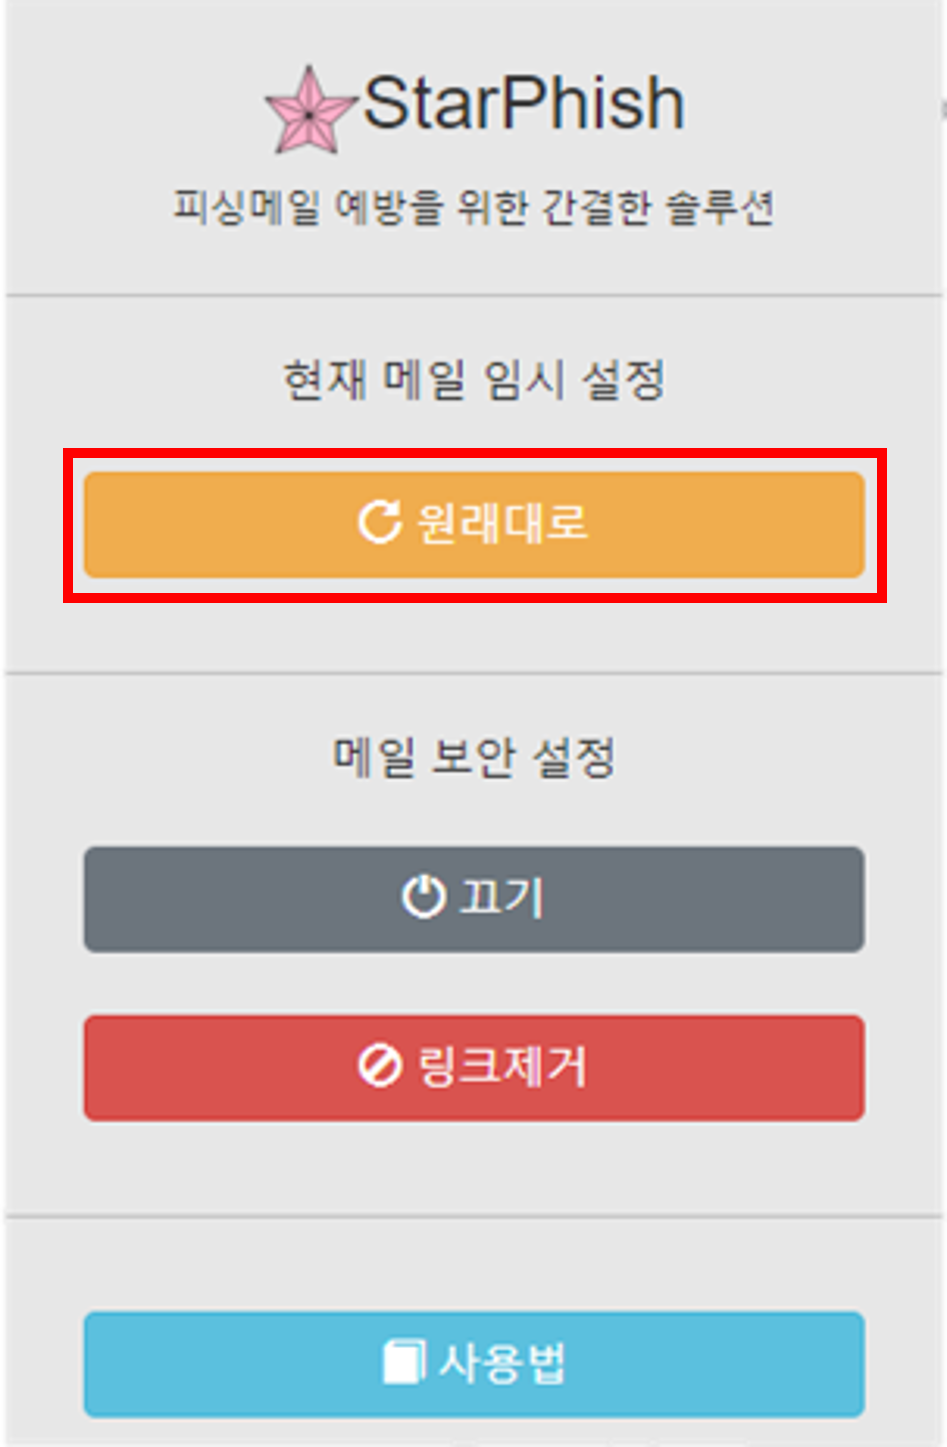 StarPhish
피싱메일 예방을 위한 간결한 솔루션
현재 메일 임시 설정
원래대로
메일 보안 설정
끄기
링크제거
사용법